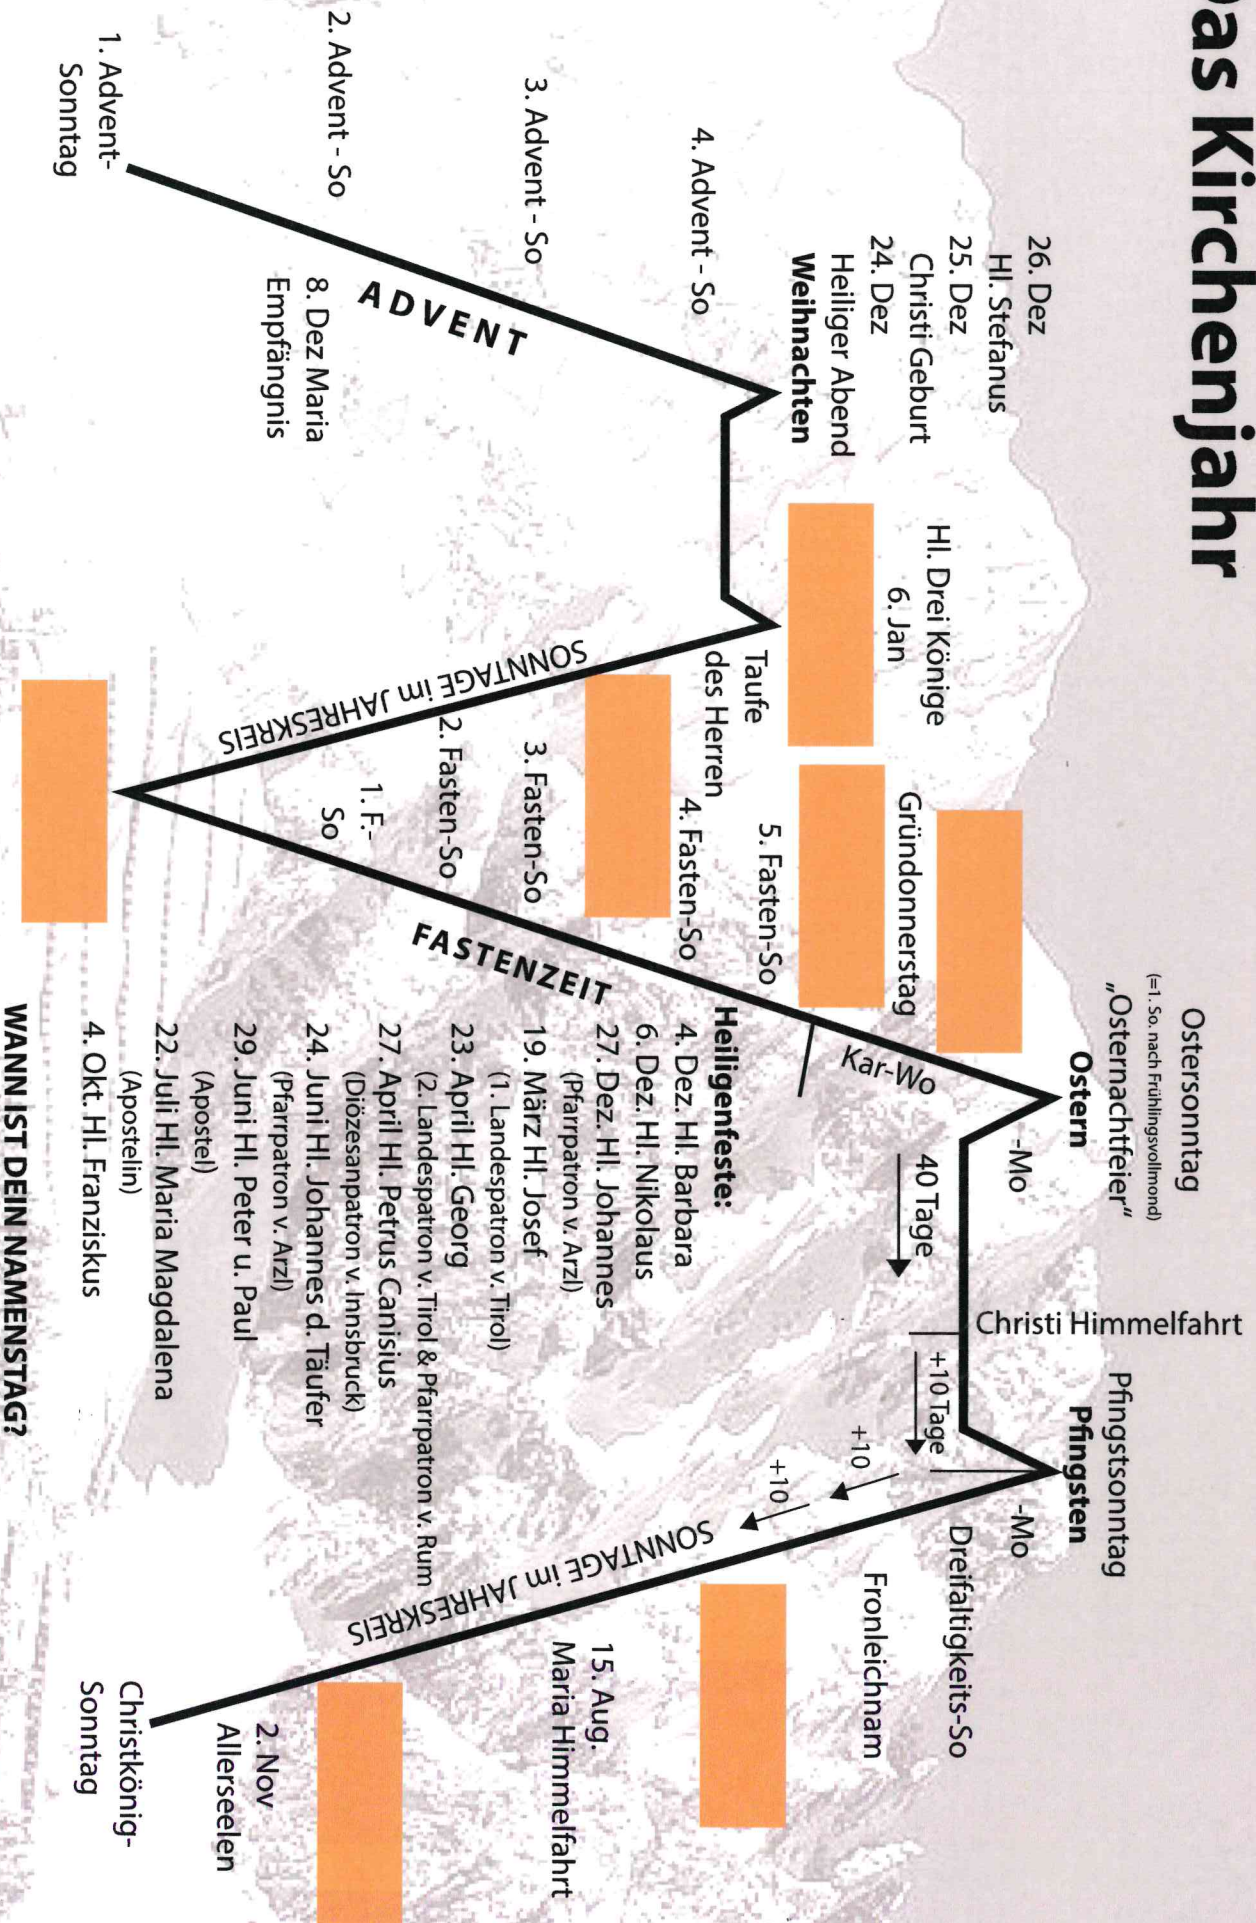 Das Kirchenjahr
26. Dez
Hl. Stefanus
25. Dez
Christi Geburt
24. Dez
Heiliger Abend
Weihnachten
4. Advent - So
3. Advent - So
2. Advent - So
1. Advent-
Sonntag
ADVENT
8. Dez Maria
Empfängnis
Hl. Drei Könige
6. Jan
Taufe
des Herren
SONNTAGE im JAHRESKREIS
1. F.-
So
2. Fasten-So
3. Fasten-So
4. Fasten-So
5. Fasten-So
Gründonnerstag
FASTENZEIT
Kar-Wo
Ostersonntag
(=1. So. nach Frühlingsvollmond)
„Osternachtfeier“
Ostern
-Mo
40 Tage
Christi Himmelfahrt
+10 Tage
Pfingstsonntag
Pfingsten
-Mo
+10
+10
Dreifaltigkeits-So
Fronleichnam
SONNTAGE im JAHRESKREIS
15. Aug.
Maria Himmelfahrt
2. Nov
Allerseelen
Christkönig-
Sonntag
Heiligenfeste:
4. Dez. Hl. Barbara
6. Dez. Hl. Nikolaus
27. Dez. Hl. Johannes
(Pfarrpatron v. Arzl)
19. März Hl. Josef
(1. Landespatron v. Tirol)
23. April Hl. Georg
(2. Landespatron v. Tirol & Pfarrpatron v. Rum
27. April Hl. Petrus Canisius
(Diözesanpatron v. Innsbruck)
24. Juni Hl. Johannes d. Täufer
(Pfarrpatron v. Arzl)
29. Juni Hl. Peter u. Paul
(Apostel)
22. Juli Hl. Maria Magdalena
(Apostelin)
4. Okt. Hl. Franziskus
WANN IST DEIN NAMENSTAG?